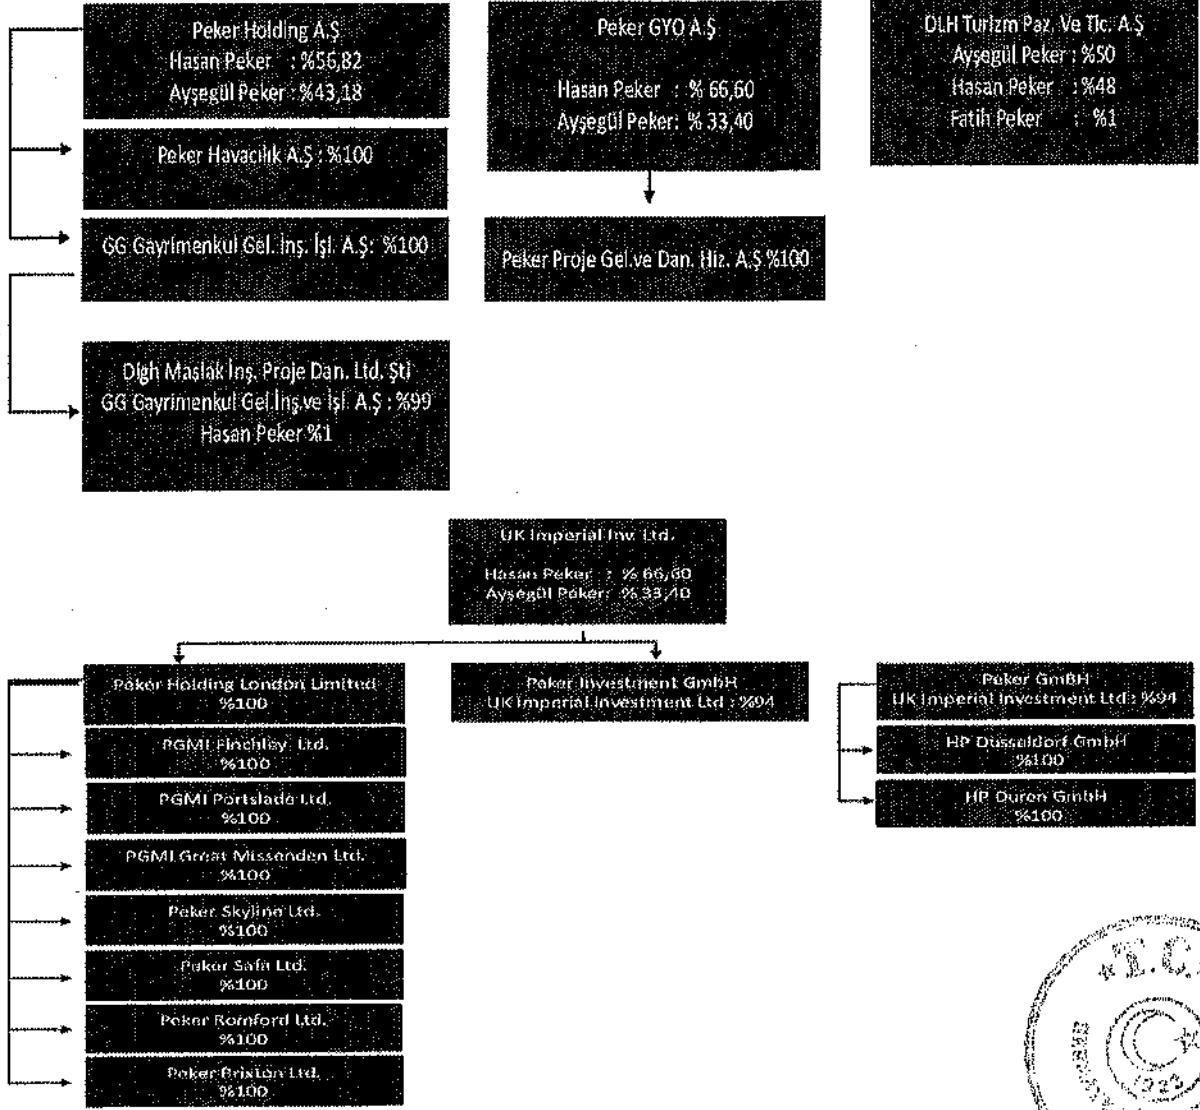 Peker Holding A.Ş
Hasan Peker : %56,82
Ayşegül Peker : %43,18
Peker Havacılık A.Ş : %100
GG Gayrimenkul Gel. İnş. İşl. A.Ş: %100
Dlgh Maslak İnş. Proje Dan. Ltd. Şti
GG Gayrimenkul Gel.İnş.ve İşl. A.Ş : %99
Hasan Peker %1
Peker GYO A.Ş
Hasan Peker : % 66,60
Ayşegül Peker: % 33,40
Peker Proje Gel.ve Dan. Hiz. A.Ş %100
DLH Turizm Paz. Ve Tic. A.Ş
Ayşegül Peker : %50
Hasan Peker : %48
Fatih Peker : %1
UK Imperial Inv. Ltd.
Hasan Peker : % 66,60
Ayşegül Peker: % 33,40
Peker Holding London Limited
%100
PGMI Finchley Ltd.
%100
PGMI Portslade Ltd.
%100
PGMI Great Missenden Ltd.
%100
Peker Skyline Ltd.
%100
Peker Safa Ltd.
%100
Peker Romford Ltd.
%100
Peker Brixton Ltd.
%100
Peker Investment GmbH
UK Imperial Investment Ltd : %94
Peker GmBH
UK Imperial Investment Ltd : %94
HP Dusseldorf GmbH
%100
HP Duren GmbH
%100
T.C.
1923